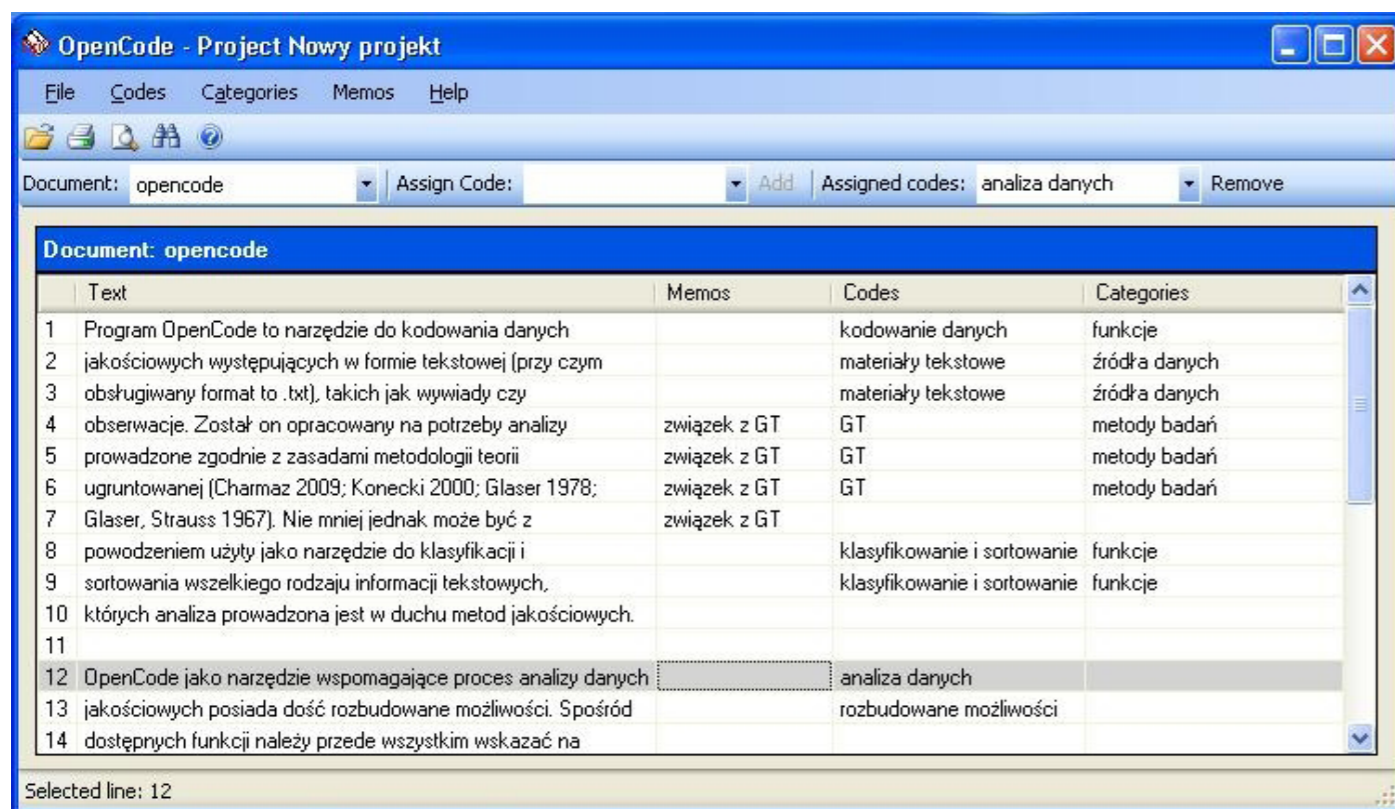 OpenCode - Project Nowy projekt
File Codes Categories Memos Help
Document: opencode Assign Code: Add Assigned codes: analiza danych Remove
Document: opencode
Text Memos Codes Categories
1 Program OpenCode to narzędzie do kodowania danych kodowanie danych funkcje
2 jakościowych występujących w formie tekstowej (przy czym materiały tekstowe źródła danych
3 obsługiwany format to .txt), takich jak wywiady czy materiały tekstowe źródła danych
4 obserwacje. Został on opracowany na potrzeby analizy związek z GT GT metody badań
5 prowadzone zgodnie z zasadami metodologii teorii związek z GT GT metody badań
6 ugruntowanej (Charmaz 2009; Konecki 2000; Glaser 1978; związek z GT GT metody badań
7 Glaser, Strauss 1967). Nie mniej jednak może być z związek z GT
8 powodzeniem użyty jako narzędzie do klasyfikacji i klasyfikowanie i sortowanie funkcje
9 sortowania wszelkiego rodzaju informacji tekstowych, klasyfikowanie i sortowanie funkcje
10 których analiza prowadzona jest w duchu metod jakościowych.
11
12 OpenCode jako narzędzie wspomagające proces analizy danych analiza danych
13 jakościowych posiada dość rozbudowane możliwości. Spośród rozbudowane możliwości
14 dostępnych funkcji należy przede wszystkim wskazać na
Selected line: 12